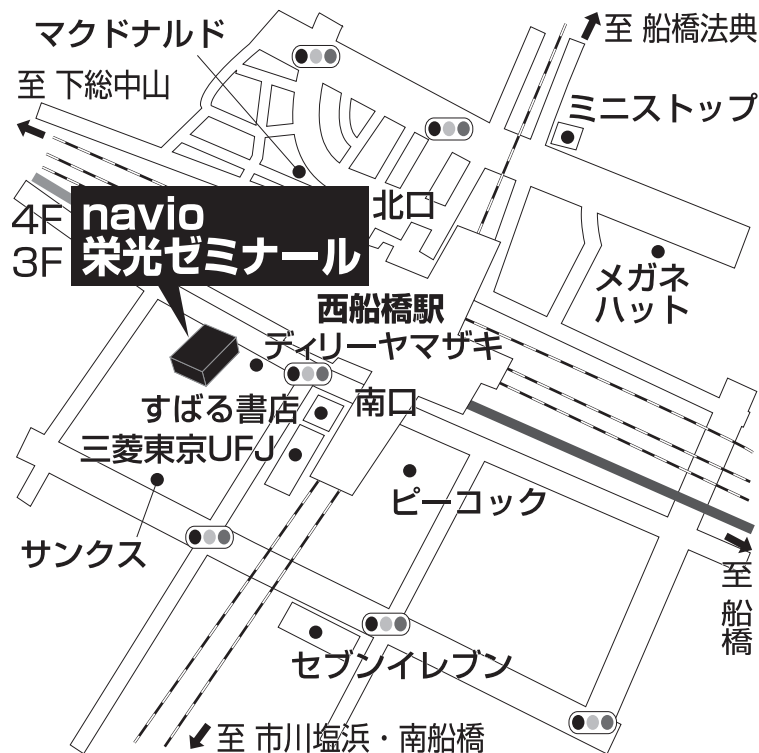 マクドナルド
至 船橋法典
至 下総中山
ミニストップ
北口
4F navio
3F 栄光ゼミナール
メガネ
ハット
西船橋駅
ディリーヤマザキ
すばる書店
南口
三菱東京UFJ
ピーコック
サンクス
至 船橋
セブンイレブン
至 市川塩浜・南船橋